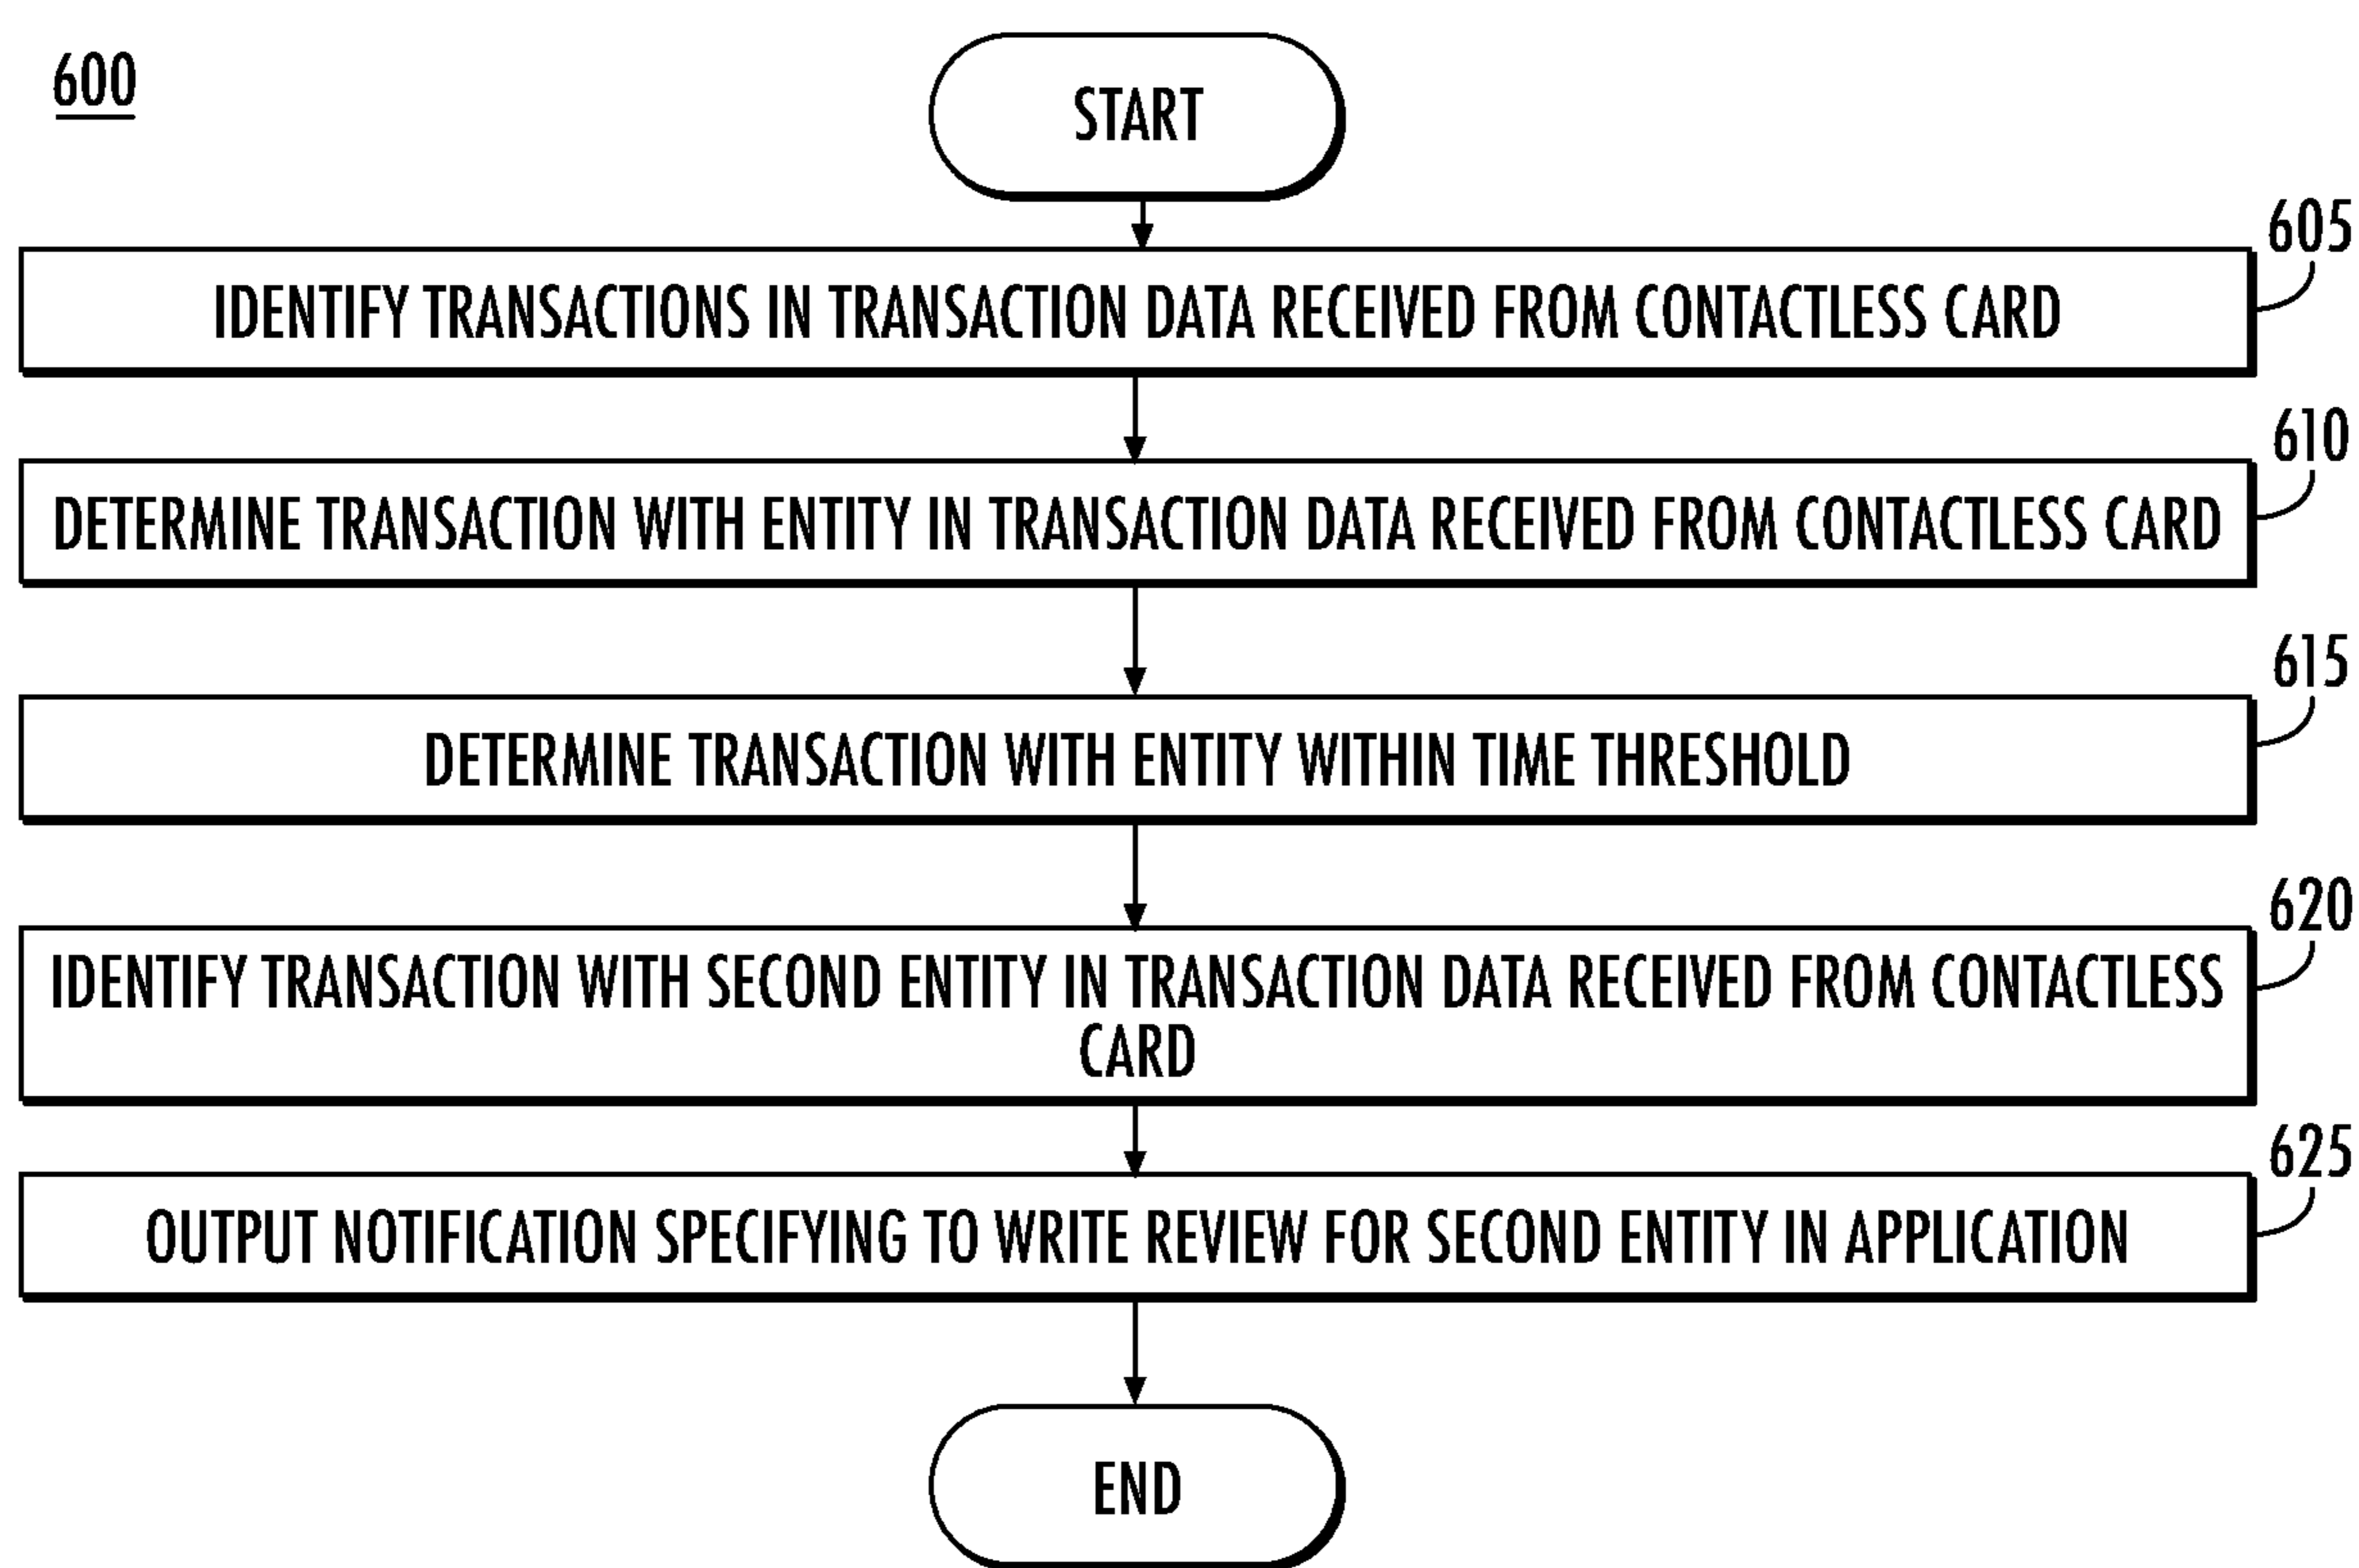 600
START
605
IDENTIFY TRANSACTIONS IN TRANSACTION DATA RECEIVED FROM CONTACTLESS CARD
610
DETERMINE TRANSACTION WITH ENTITY IN TRANSACTION DATA RECEIVED FROM CONTACTLESS CARD
615
DETERMINE TRANSACTION WITH ENTITY WITHIN TIME THRESHOLD
620
IDENTIFY TRANSACTION WITH SECOND ENTITY IN TRANSACTION DATA RECEIVED FROM CONTACTLESS
CARD
625
OUTPUT NOTIFICATION SPECIFYING TO WRITE REVIEW FOR SECOND ENTITY IN APPLICATION
END